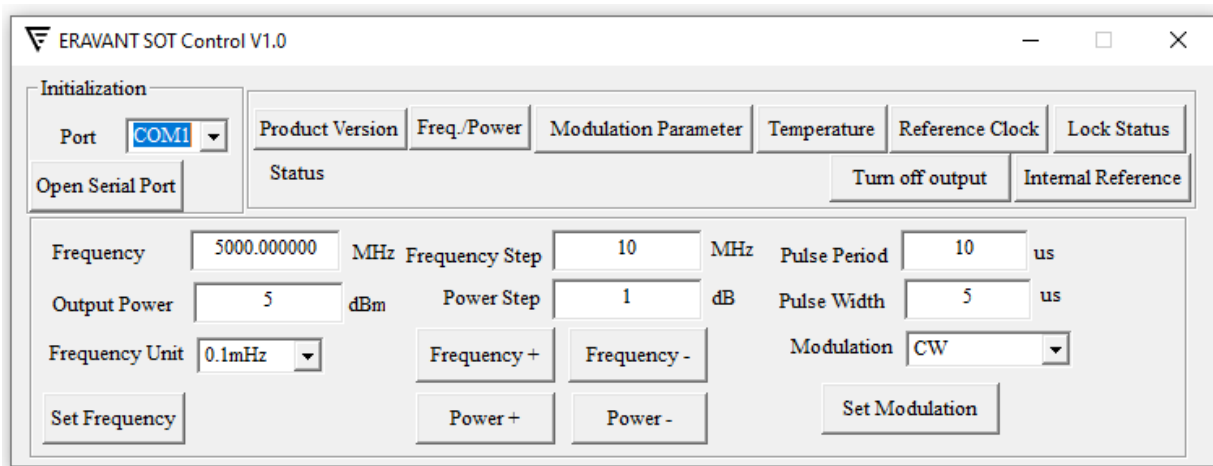 ERAVANT SOT Control V1.0
Initialization
Port COM1
Open Serial Port
Product Version Freq./Power Modulation Parameter Temperature Reference Clock Lock Status
Status Turn off output Internal Reference
Frequency 5000.000000 MHz Frequency Step 10 MHz Pulse Period 10 us
Output Power 5 dBm Power Step 1 dB Pulse Width 5 us
Frequency Unit 0.1mHz Frequency + Frequency - Modulation CW
Set Frequency Power + Power - Set Modulation